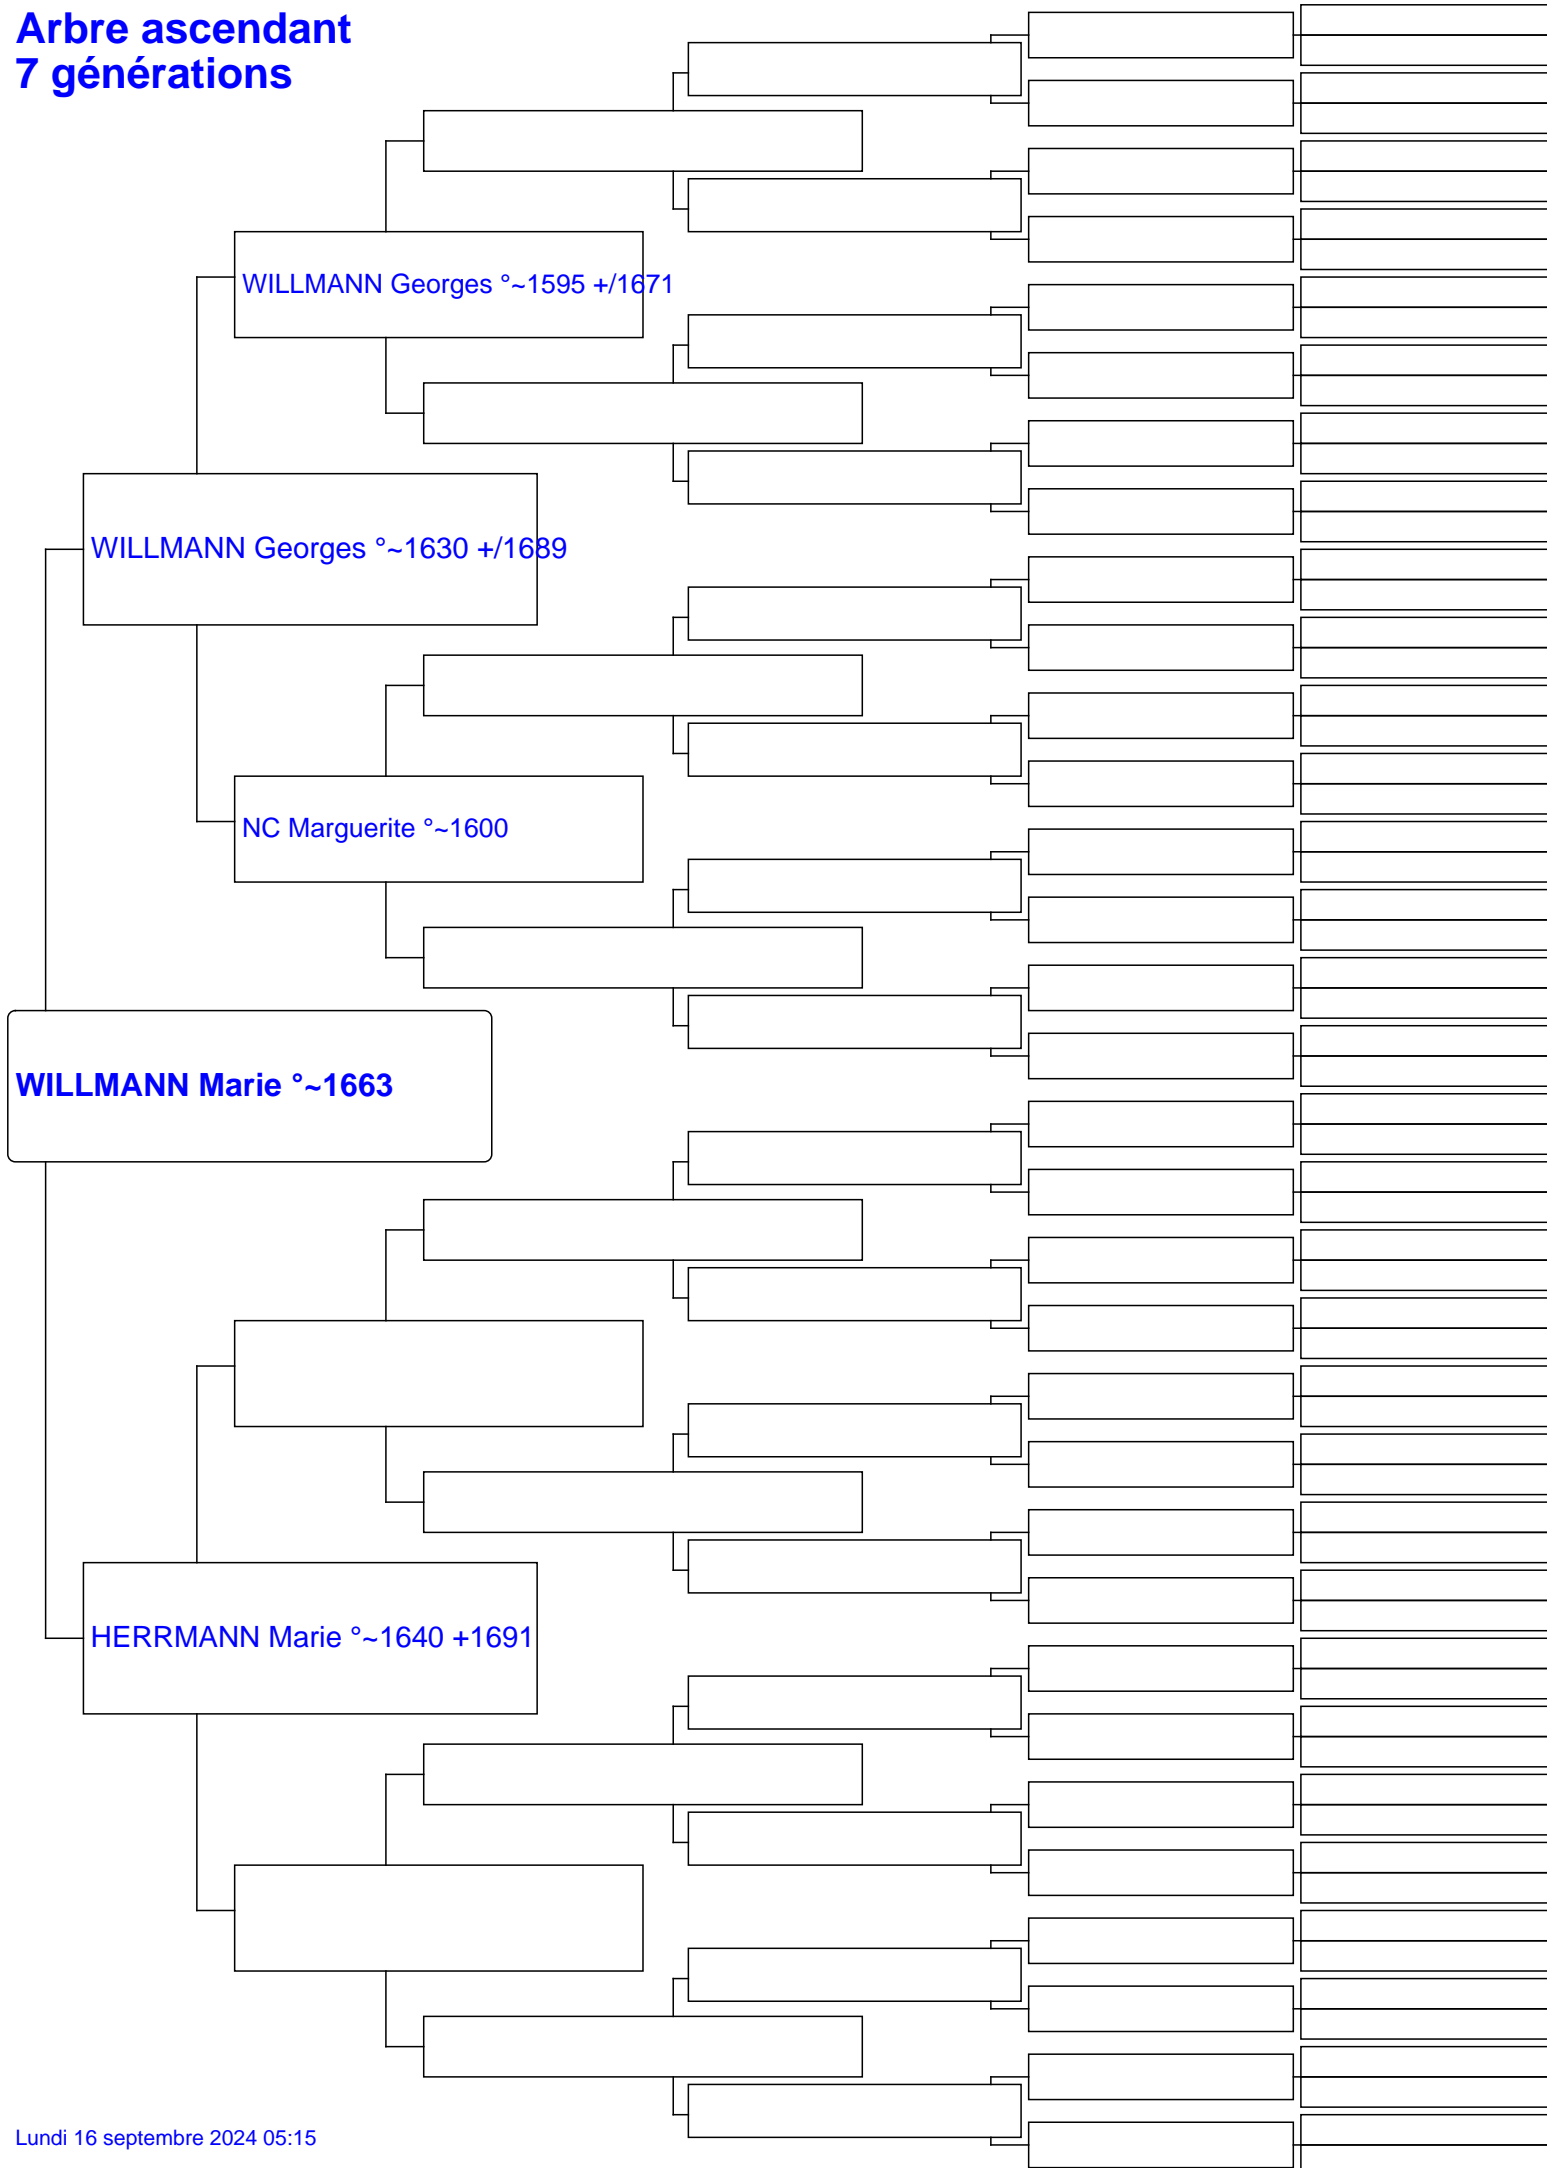 Arbre ascendant
7 générations
WILLMANN Georges °~1595 +/1671
WILLMANN Georges °~1630 +/1689
NC Marguerite °~1600
WILLMANN Marie °~1663
HERRMANN Marie °~1640 +1691
Lundi 16 septembre 2024 05:15